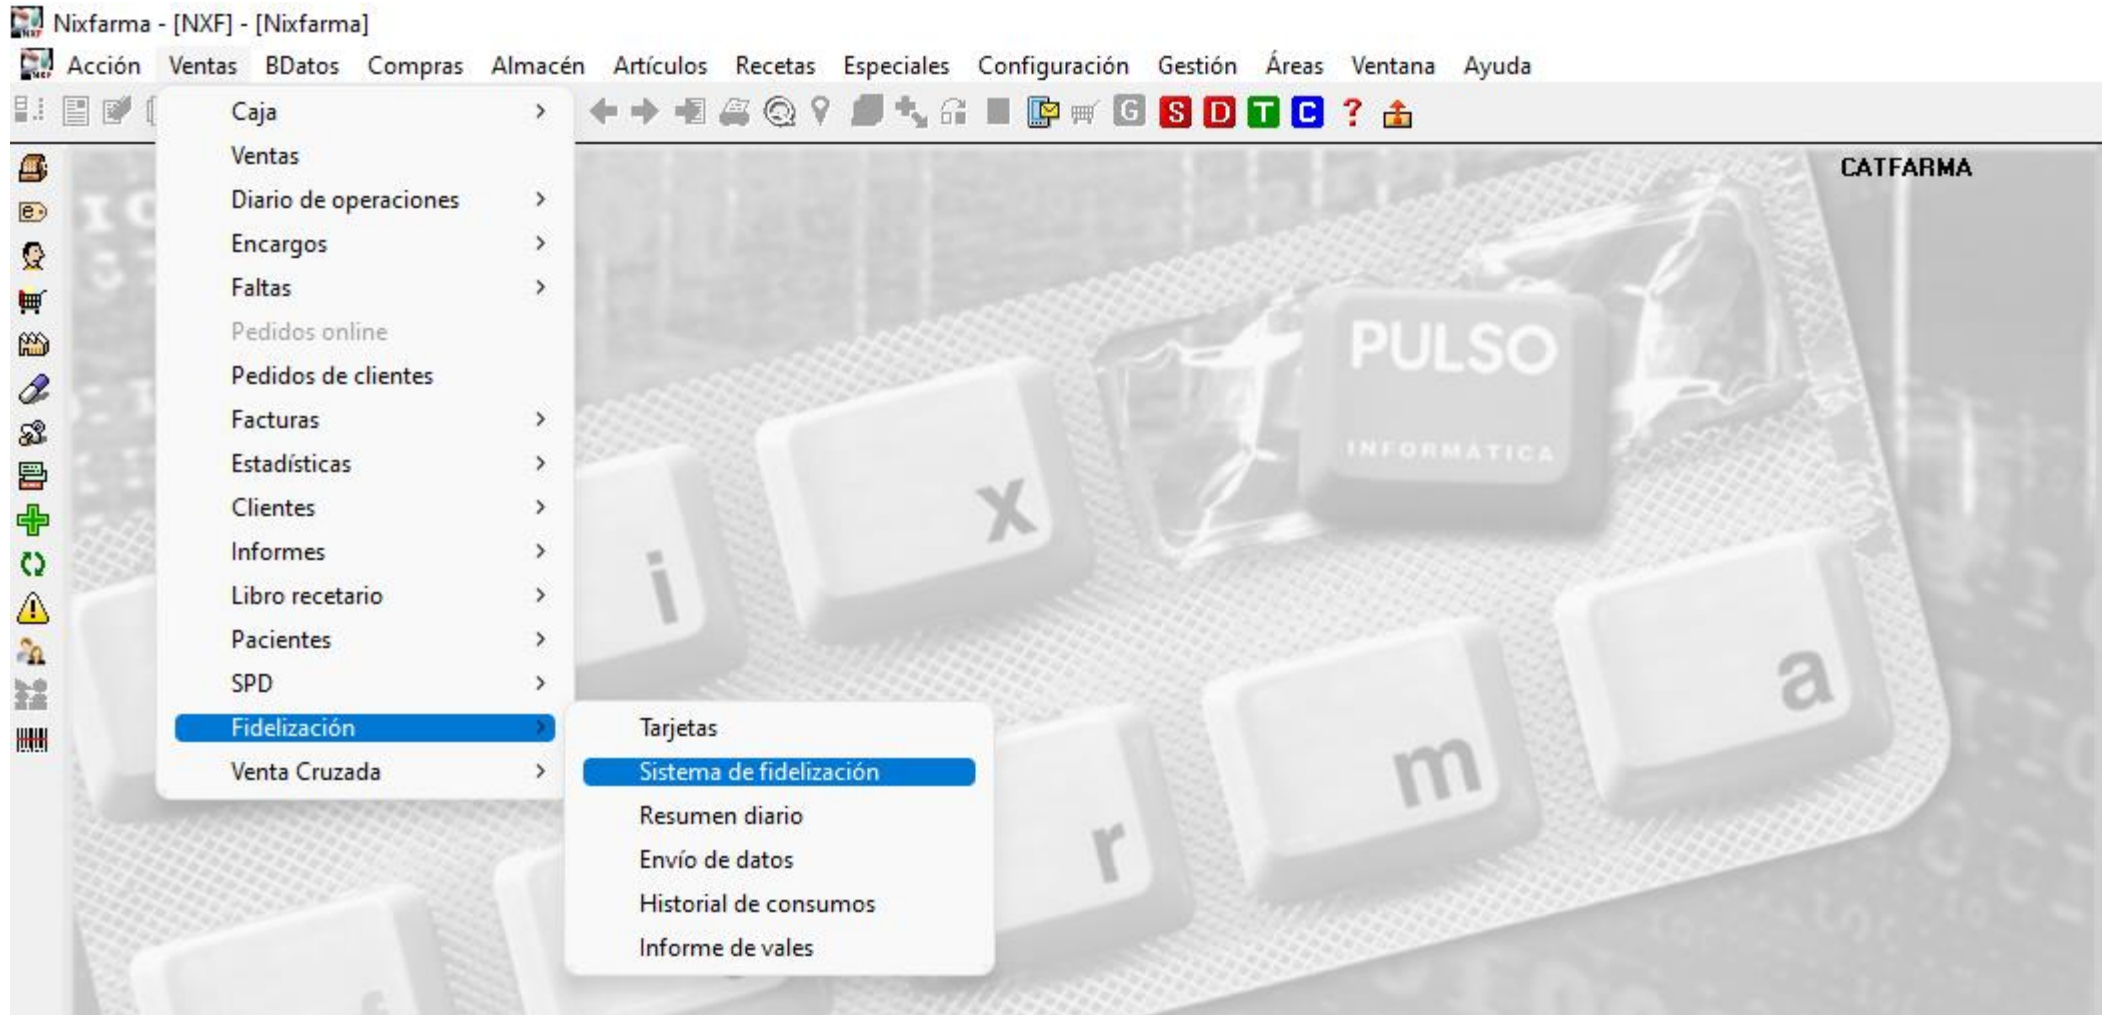 Nixfarma - [NXF] - [Nixfarma]
Acción Ventas BDatos Compras Almacén Artículos Recetas Especiales Configuración Gestión Áreas Ventana Ayuda
G S D T C ?
CATFARMA
Caja
Ventas
Diario de operaciones
Encargos
Faltas
Pedidos online
Pedidos de clientes
Facturas
Estadísticas
Clientes
Informes
Libro recetario
Pacientes
SPD
Fidelización
Venta Cruzada
Tarjetas
Sistema de fidelización
Resumen diario
Envío de datos
Historial de consumos
Informe de vales
PULSO
INFORMÁTICA
i x
r m a